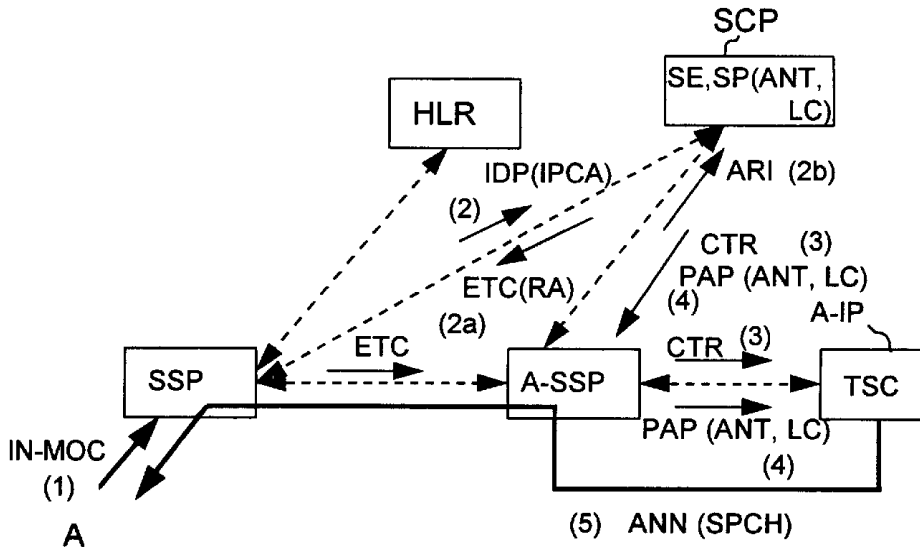 SCP
SE,SP(ANT,
LC)
HLR
IDP(IPCA)
(2)
ARI (2b)
CTR (3)
PAP (ANT, LC)
(4)
ETC(RA)
(2a)
A-IP
ETC
CTR (3)
SSP
A-SSP
TSC
PAP (ANT, LC)
(4)
IN-MOC
(1)
A
(5) ANN (SPCH)